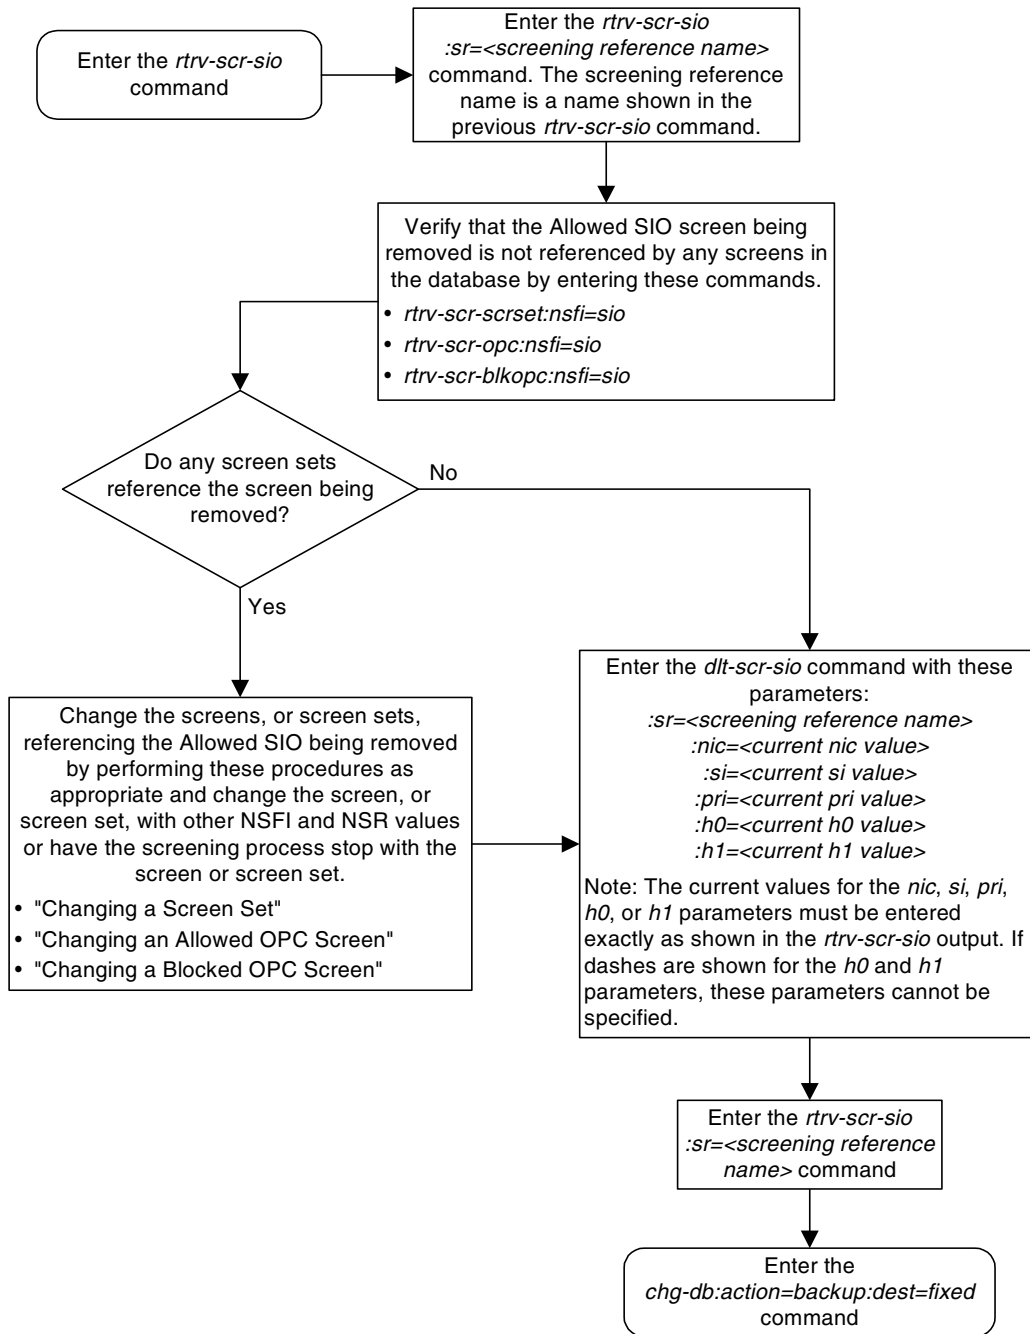 Enter the rtrv-scr-sio
command
Enter the rtrv-scr-sio
:sr=<screening reference name>
command. The screening reference
name is a name shown in the
previous rtrv-scr-sio command.
Verify that the Allowed SIO screen being
removed is not referenced by any screens in
the database by entering these commands.
• rtrv-scr-scrset:nsfi=sio
• rtrv-scr-opc:nsfi=sio
• rtrv-scr-blkopc:nsfi=sio
Do any screen sets
reference the screen being
removed?
No
Yes
Change the screens, or screen sets,
referencing the Allowed SIO being removed
by performing these procedures as
appropriate and change the screen, or
screen set, with other NSFI and NSR values
or have the screening process stop with the
screen or screen set.
• "Changing a Screen Set"
• "Changing an Allowed OPC Screen"
• "Changing a Blocked OPC Screen"
Enter the dlt-scr-sio command with these
parameters:
:sr=<screening reference name>
:nic=<current nic value>
:si=<current si value>
:pri=<current pri value>
:h0=<current h0 value>
:h1=<current h1 value>
Note: The current values for the nic, si, pri,
h0, or h1 parameters must be entered
exactly as shown in the rtrv-scr-sio output. If
dashes are shown for the h0 and h1
parameters, these parameters cannot be
specified.
Enter the rtrv-scr-sio
:sr=<screening reference
name> command
Enter the
chg-db:action=backup:dest=fixed
command